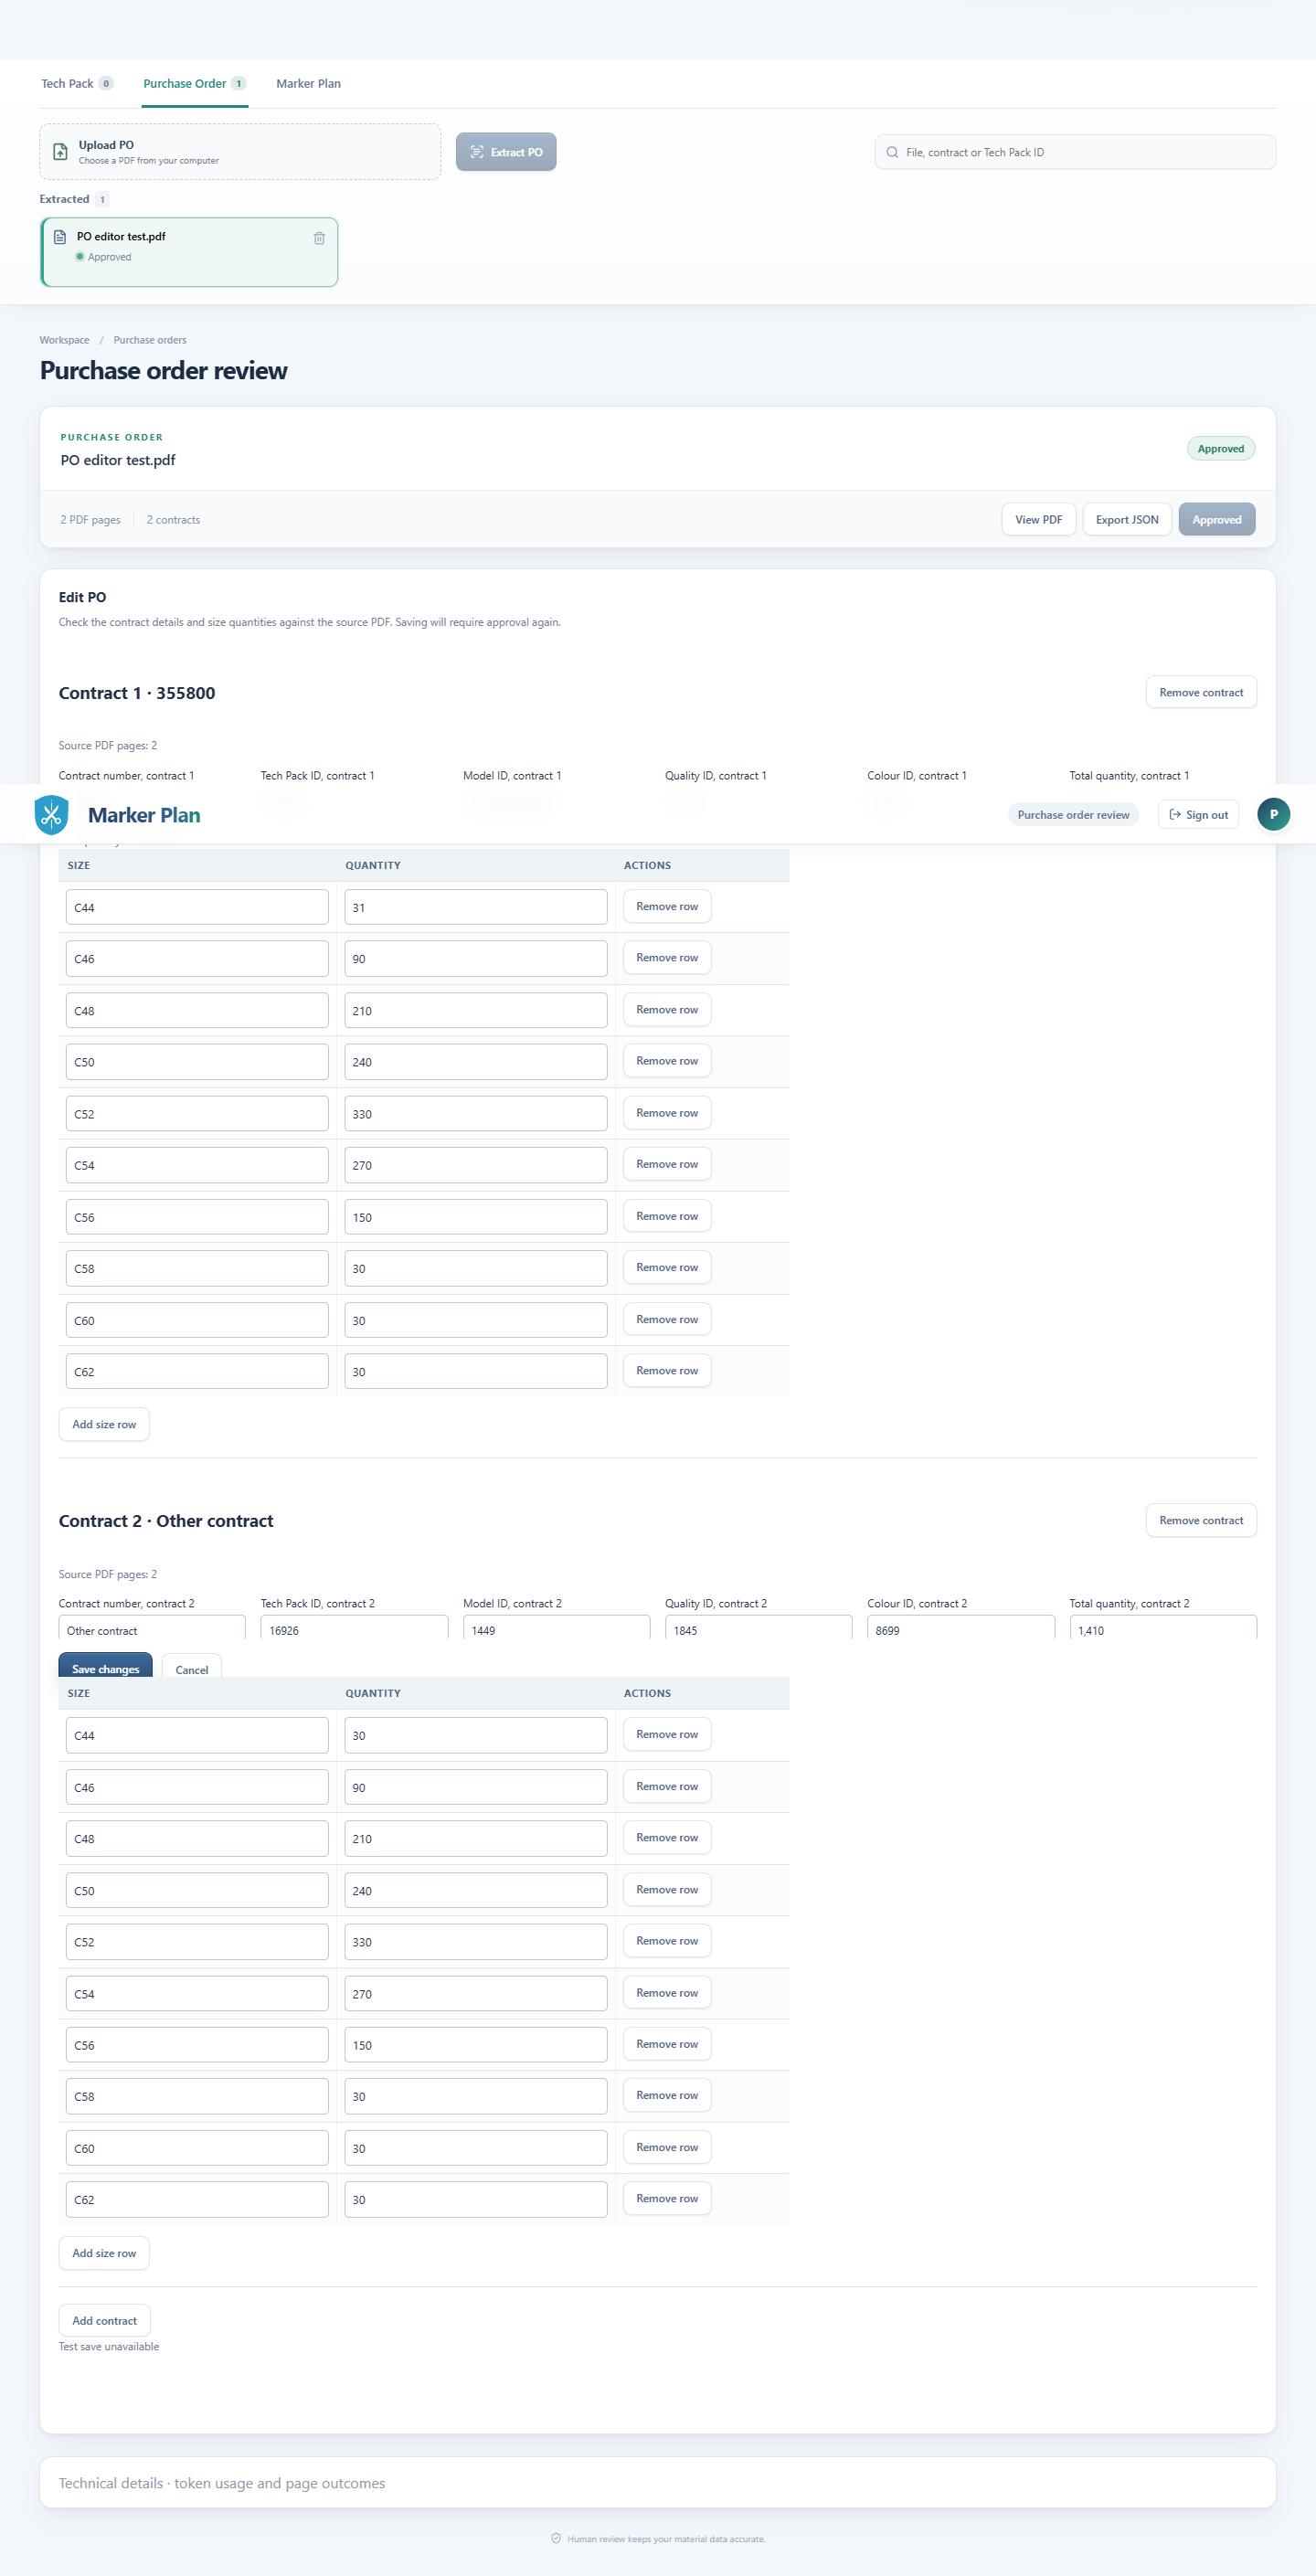 Tech Pack 0 Purchase Order 1 Marker Plan
Upload PO
Choose a PDF from your computer
Extract PO
File, contract or Tech Pack ID
Extracted 1
PO editor test.pdf
Approved
Workspace / Purchase orders
Purchase order review
PURCHASE ORDER
PO editor test.pdf
Approved
2 PDF pages 2 contracts View PDF Export JSON Approved
Edit PO
Check the contract details and size quantities against the source PDF. Saving will require approval again.
Contract 1 · 355800 Remove contract
Source PDF pages: 2
Contract number, contract 1 Tech Pack ID, contract 1 Model ID, contract 1 Quality ID, contract 1 Colour ID, contract 1 Total quantity, contract 1
Marker Plan Purchase order review Sign out P
SIZE QUANTITY ACTIONS
C44 31 Remove row
C46 90 Remove row
C48 210 Remove row
C50 240 Remove row
C52 330 Remove row
C54 270 Remove row
C56 150 Remove row
C58 30 Remove row
C60 30 Remove row
C62 30 Remove row
Add size row
Contract 2 · Other contract Remove contract
Source PDF pages: 2
Contract number, contract 2 Tech Pack ID, contract 2 Model ID, contract 2 Quality ID, contract 2 Colour ID, contract 2 Total quantity, contract 2
Other contract 16926 1449 1845 8699 1,410
Save changes Cancel
SIZE QUANTITY ACTIONS
C44 30 Remove row
C46 90 Remove row
C48 210 Remove row
C50 240 Remove row
C52 330 Remove row
C54 270 Remove row
C56 150 Remove row
C58 30 Remove row
C60 30 Remove row
C62 30 Remove row
Add size row
Add contract
Test save unavailable
Technical details · token usage and page outcomes
Human review keeps your material data accurate.